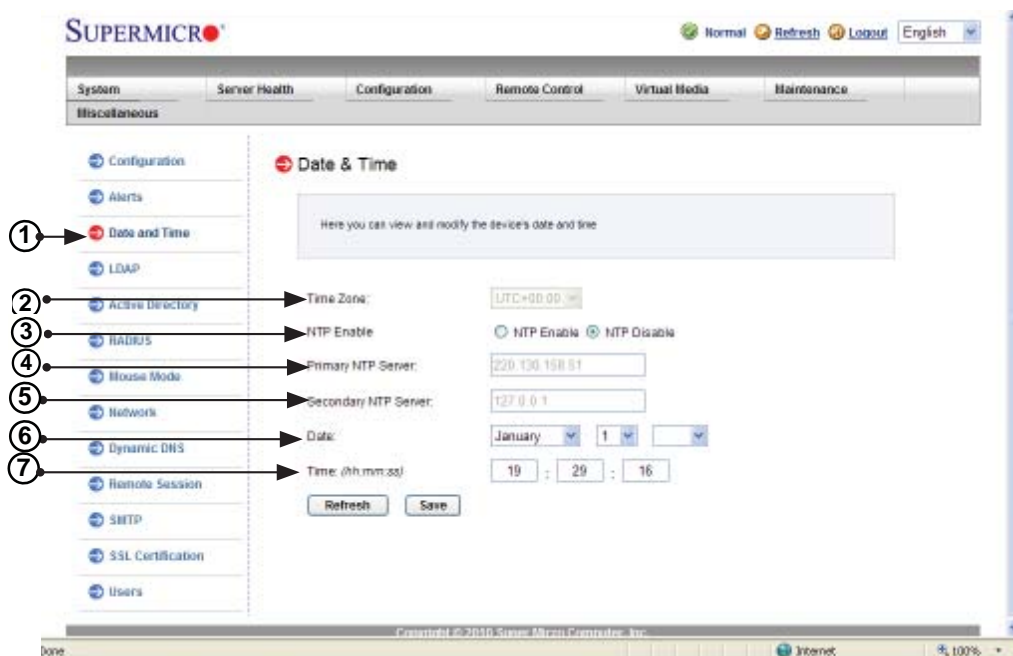 SUPERMICRO
Normal Refresh Logout English
System Server Health Configuration Remote Control Virtual Media Maintenance
Miscellaneous
Configuration
Alerts
Date and Time
LDAP
Active Directory
RADIUS
Mouse Mode
Network
Dynamic DNS
Remote Session
SMTP
SSL Certification
Users
Date & Time
Here you can view and modify the device's date and time
1
2 Time Zone: UTC+00:00
3 NTP Enable NTP Enable NTP Disable
4 Primary NTP Server: 220.130.158.51
5 Secondary NTP Server: 127.0.0.1
6 Date: January 1
7 Time: (hh:mm:ss) 19 : 29 : 16
Refresh Save
Copyright © 2010 Super Micro Computer, Inc.
Done Internet 100%